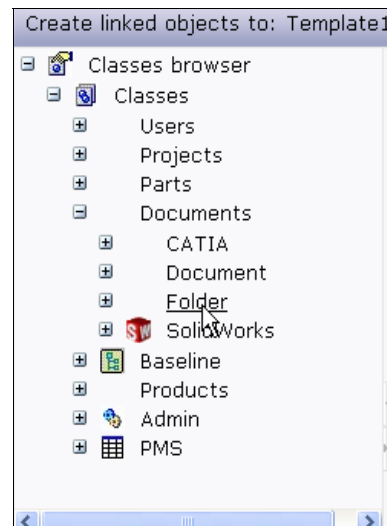 Create linked objects to: Template1
Classes browser
Classes
Users
Projects
Parts
Documents
CATIA
Document
Folder
SW SolidWorks
Baseline
Products
Admin
PMS